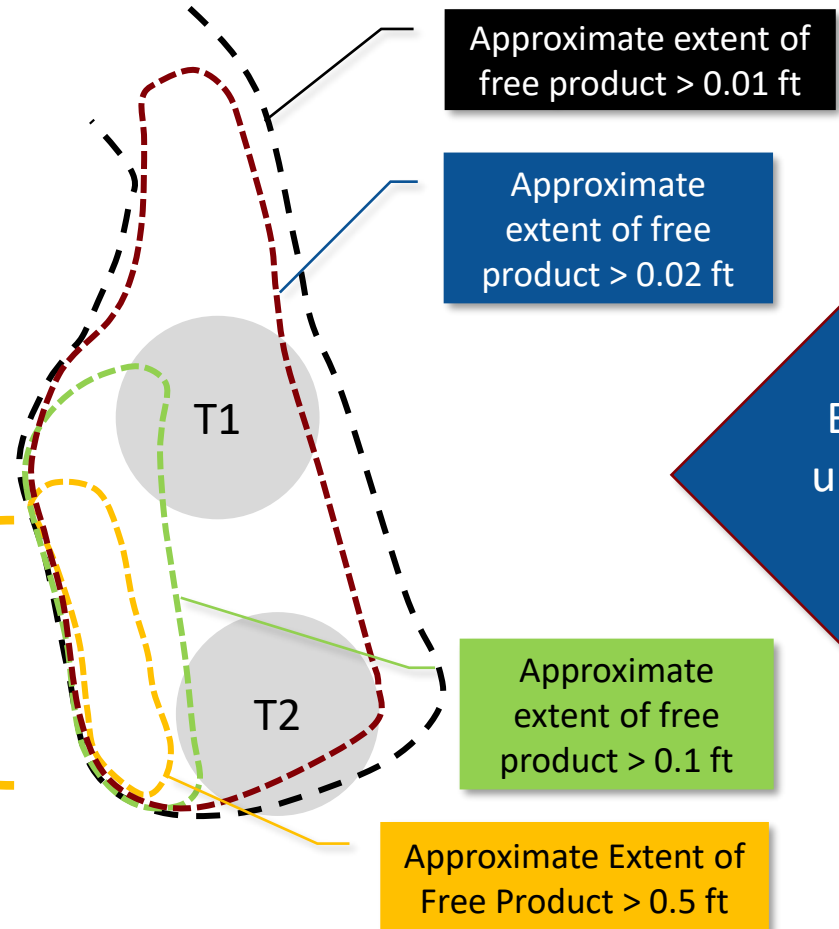 Approximate extent of
free product > 0.01 ft
Approximate
extent of free
product > 0.02 ft
T1
T2
Approximate
extent of free
product > 0.1 ft
Approximate Extent of
Free Product > 0.5 ft